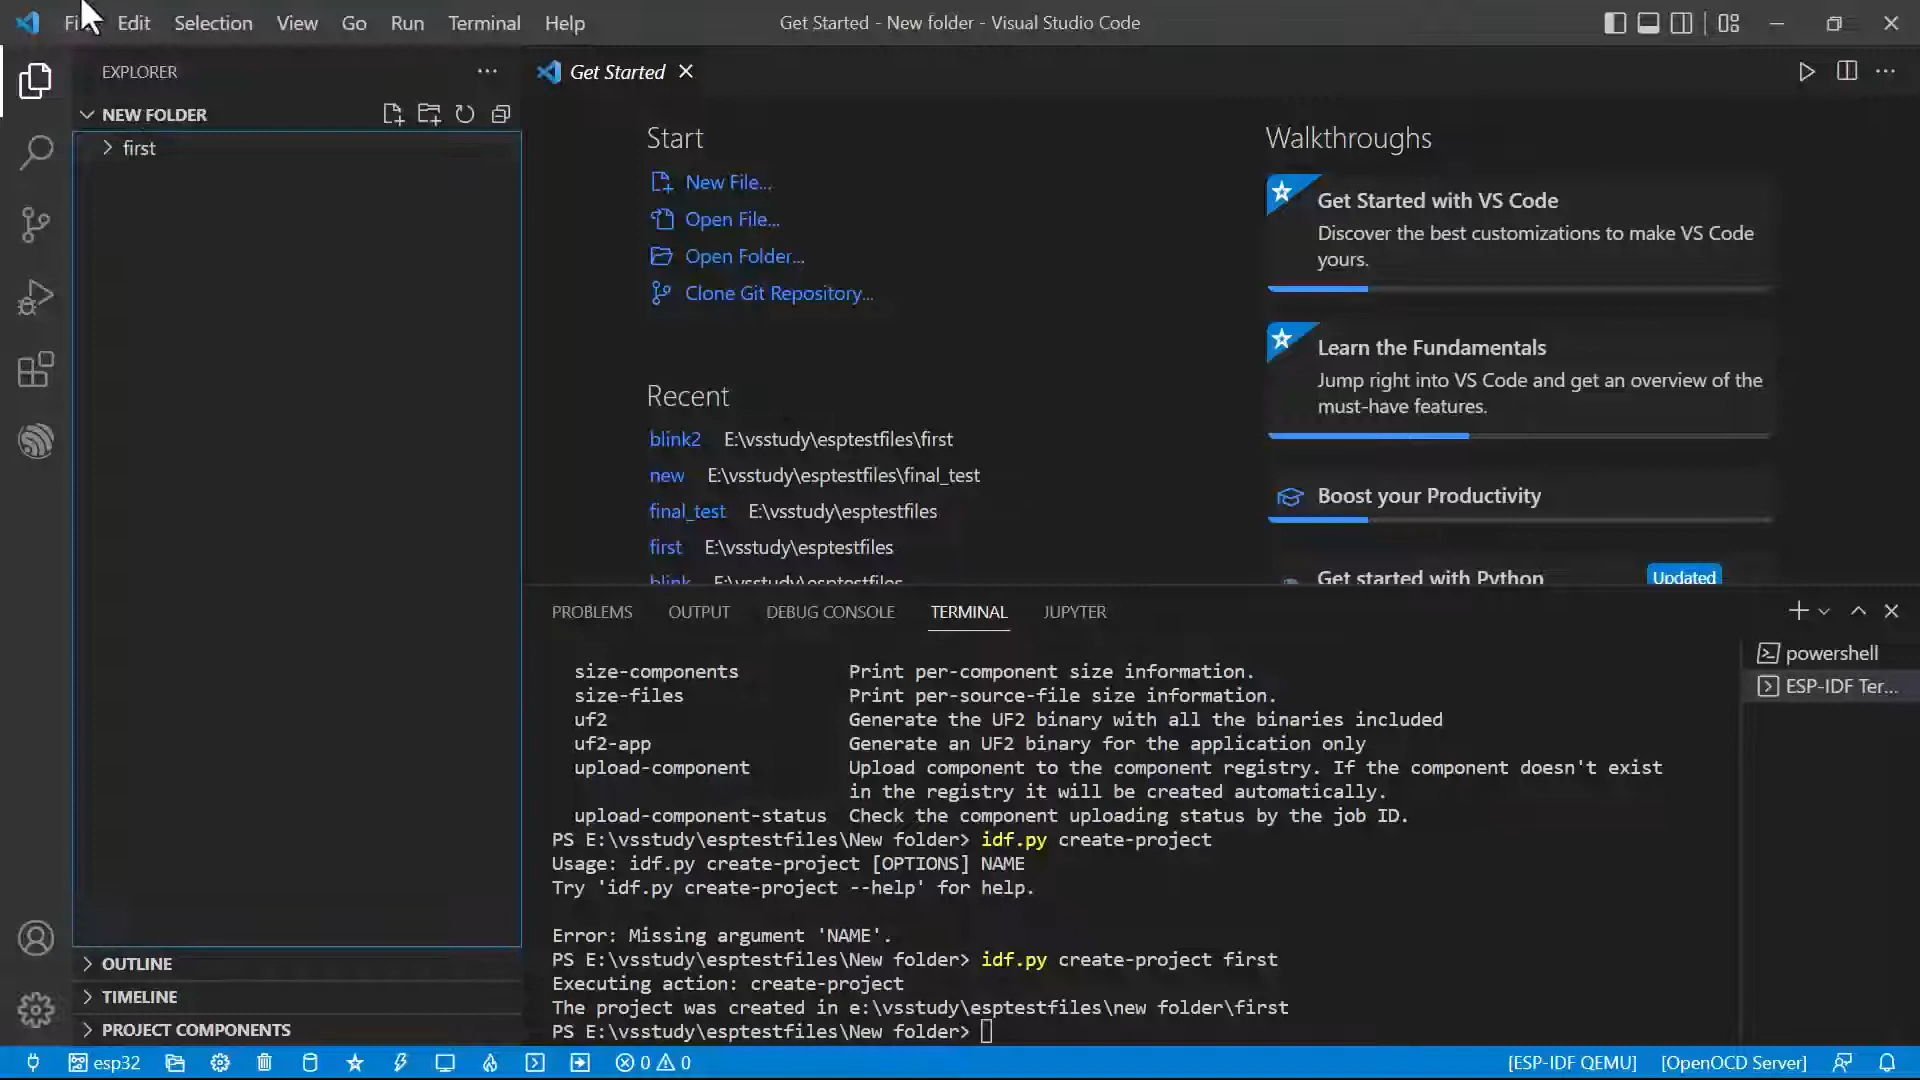 Edit Selection View Go Run Terminal Help
Get Started - New folder - Visual Studio Code
EXPLORER
NEW FOLDER
first
OUTLINE
TIMELINE
PROJECT COMPONENTS
Get Started
Start
New File...
Open File...
Open Folder...
Clone Git Repository...
Recent
blink2 E:\vsstudy\esptestfiles\first
new E:\vsstudy\esptestfiles\final_test
final_test E:\vsstudy\esptestfiles
first E:\vsstudy\esptestfiles
blink E:\vsstudy\esptestfiles
Walkthroughs
Get Started with VS Code
Discover the best customizations to make VS Code
yours.
Learn the Fundamentals
Jump right into VS Code and get an overview of the
must-have features.
Boost your Productivity
Get started with Python Updated
PROBLEMS OUTPUT DEBUG CONSOLE TERMINAL JUPYTER
size-components Print per-component size information.
size-files Print per-source-file size information.
uf2 Generate the UF2 binary with all the binaries included
uf2-app Generate an UF2 binary for the application only
upload-component Upload component to the component registry. If the component doesn't exist
in the registry it will be created automatically.
upload-component-status Check the component uploading status by the job ID.
PS E:\vsstudy\esptestfiles\New folder> idf.py create-project
Usage: idf.py create-project [OPTIONS] NAME
Try 'idf.py create-project --help' for help.
Error: Missing argument 'NAME'.
PS E:\vsstudy\esptestfiles\New folder> idf.py create-project first
Executing action: create-project
The project was created in e:\vsstudy\esptestfiles\new folder\first
PS E:\vsstudy\esptestfiles\New folder>
powershell
ESP-IDF Ter...
esp32
0 0
[ESP-IDF QEMU] [OpenOCD Server]